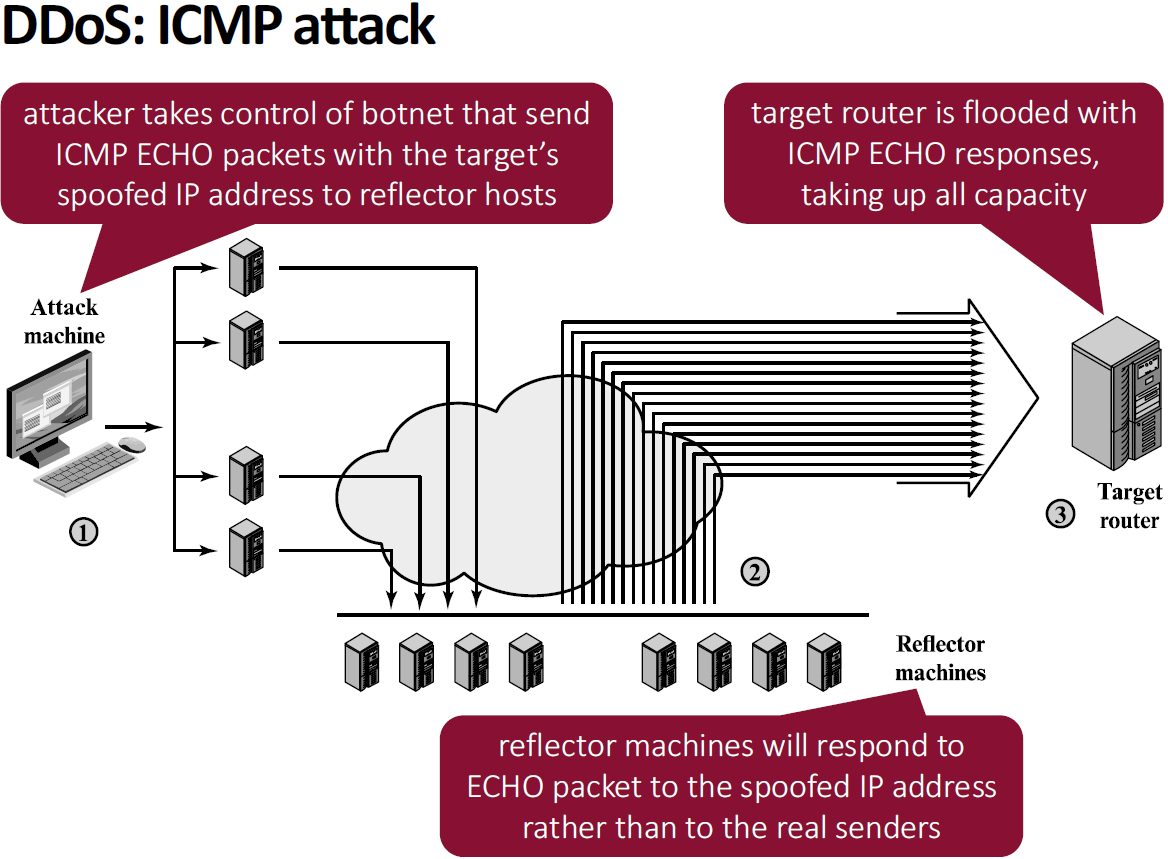 DDoS: ICMP attack
attacker takes control of botnet that send
ICMP ECHO packets with the target's
spoofed IP address to reflector hosts
target router is flooded with
ICMP ECHO responses,
taking up all capacity
Attack
machine
1
2
3
Target
router
Reflector
machines
reflector machines will respond to
ECHO packet to the spoofed IP address
rather than to the real senders